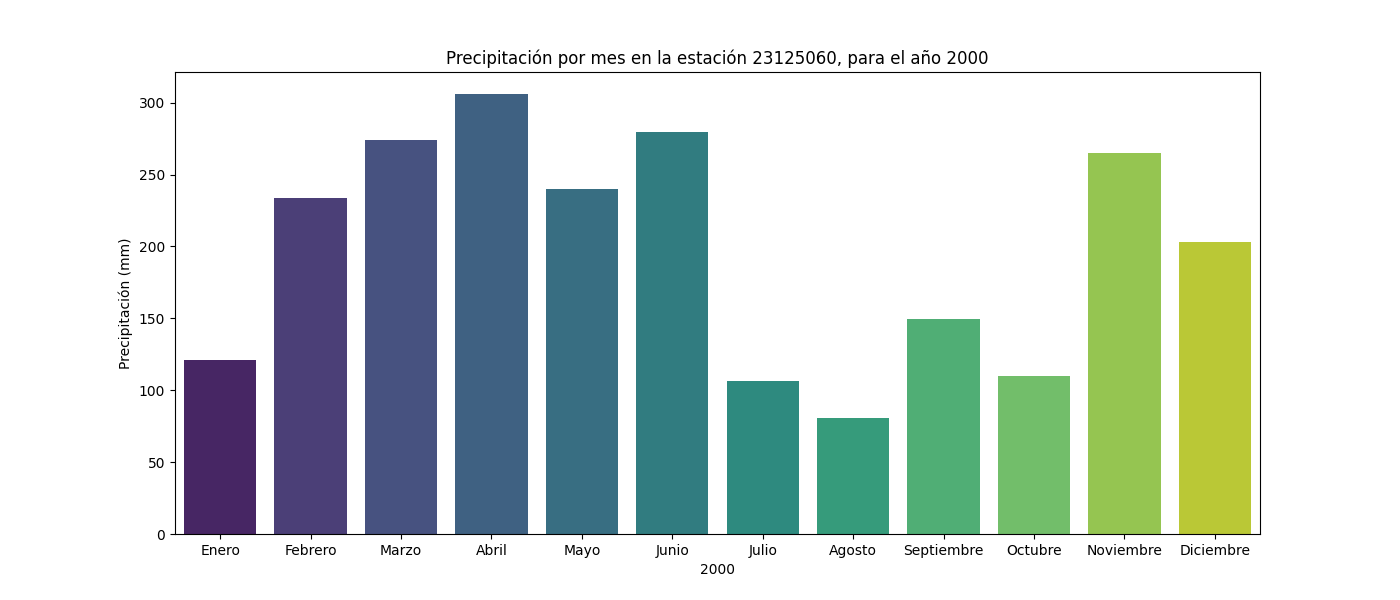 Precipitación por mes en la estación 23125060, para el año 2000
Precipitación (mm)
300
250
200
150
100
50
0
Enero Febrero Marzo Abril Mayo Junio Julio Agosto Septiembre Octubre Noviembre Diciembre
2000